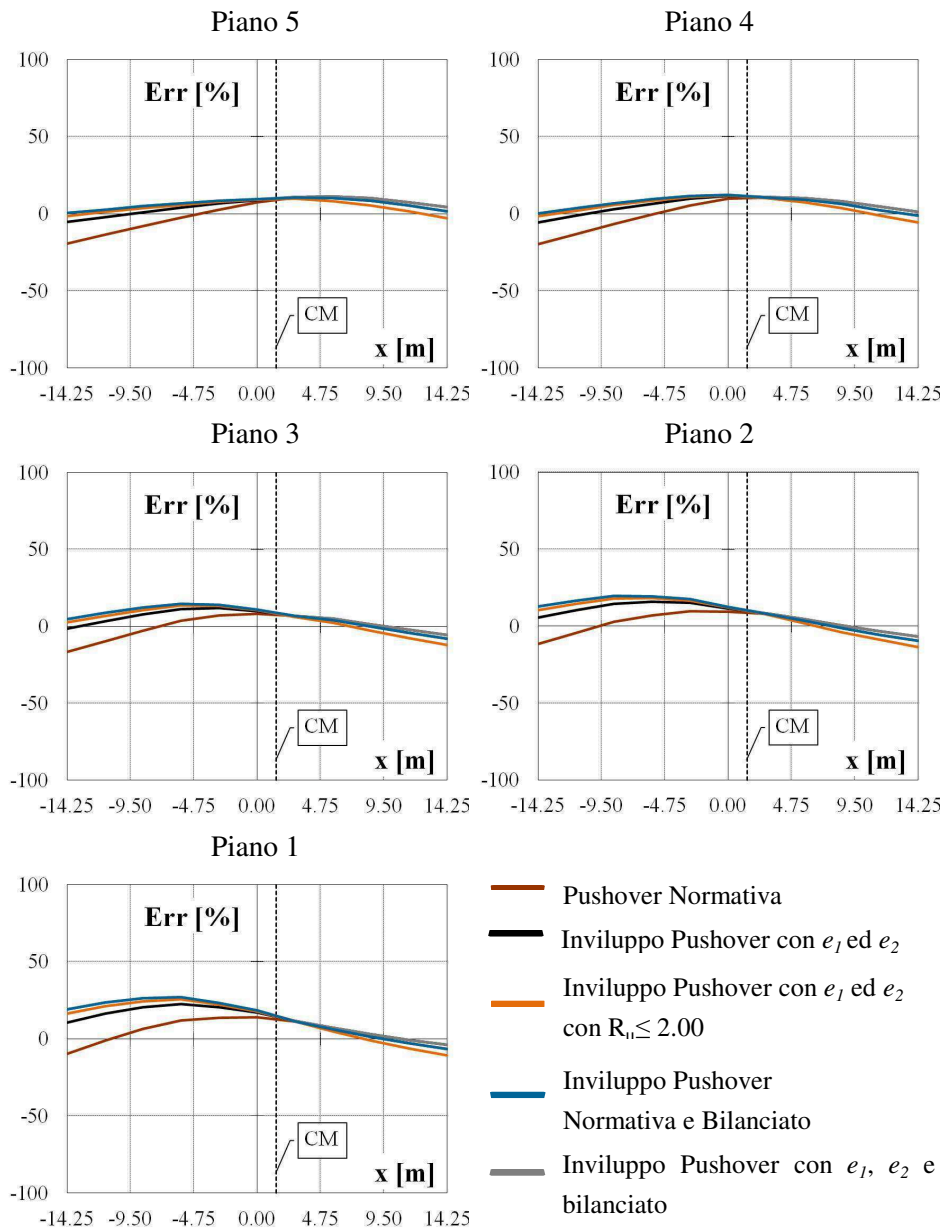 Piano 5
100
50
0
-50
-100
Err [%]
CM
x [m]
-14.25 -9.50 -4.75 0.00 4.75 9.50 14.25
Piano 4
100
50
0
-50
-100
Err [%]
CM
x [m]
-14.25 -9.50 -4.75 0.00 4.75 9.50 14.25
Piano 3
100
50
0
-50
-100
Err [%]
CM
x [m]
-14.25 -9.50 -4.75 0.00 4.75 9.50 14.25
Piano 2
100
50
0
-50
-100
Err [%]
CM
x [m]
-14.25 -9.50 -4.75 0.00 4.75 9.50 14.25
Piano 1
100
50
0
-50
-100
Err [%]
CM
x [m]
-14.25 -9.50 -4.75 0.00 4.75 9.50 14.25
Pushover Normativa
Inviluppo Pushover con e₁ ed e₂
Inviluppo Pushover con e₁ ed e₂
con Rμ≤ 2.00
Inviluppo Pushover
Normativa e Bilanciato
Inviluppo Pushover con e₁, e₂ e
bilanciato